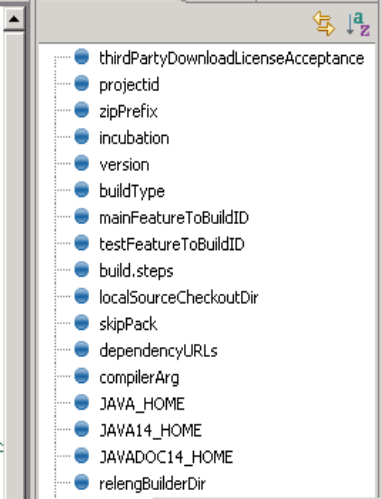 a
z
thirdPartyDownloadLicenseAcceptance
projectid
zipPrefix
incubation
version
buildType
mainFeatureToBuildID
testFeatureToBuildID
build.steps
localSourceCheckoutDir
skipPack
dependencyURLs
compilerArg
JAVA_HOME
JAVA14_HOME
JAVADOC14_HOME
relengBuilderDir